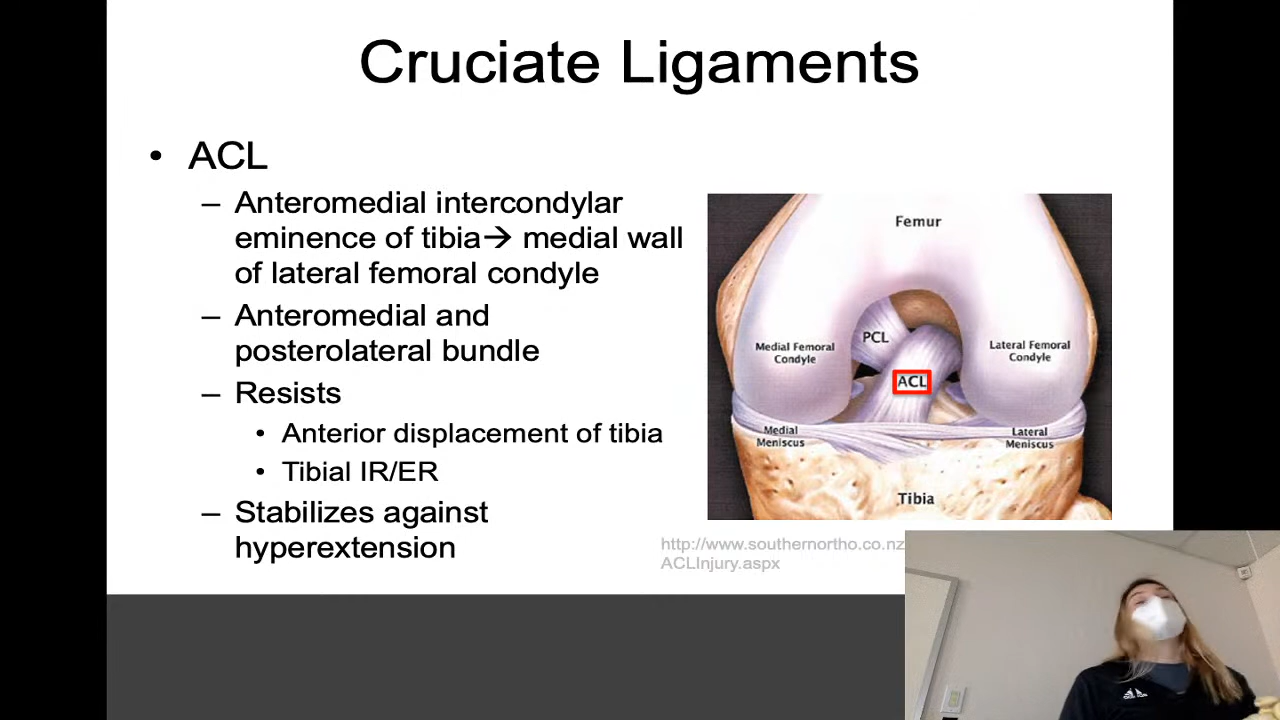 Cruciate Ligaments
• ACL
– Anteromedial intercondylar
eminence of tibia→ medial wall
of lateral femoral condyle
– Anteromedial and
posterolateral bundle
– Resists
• Anterior displacement of tibia
• Tibial IR/ER
– Stabilizes against
hyperextension
Femur
PCL
Medial Femoral
Condyle
Lateral Femoral
Condyle
ACL
Medial
Meniscus
Lateral
Meniscus
Tibia
http://www.southernortho.co.nz
ACLInjury.aspx